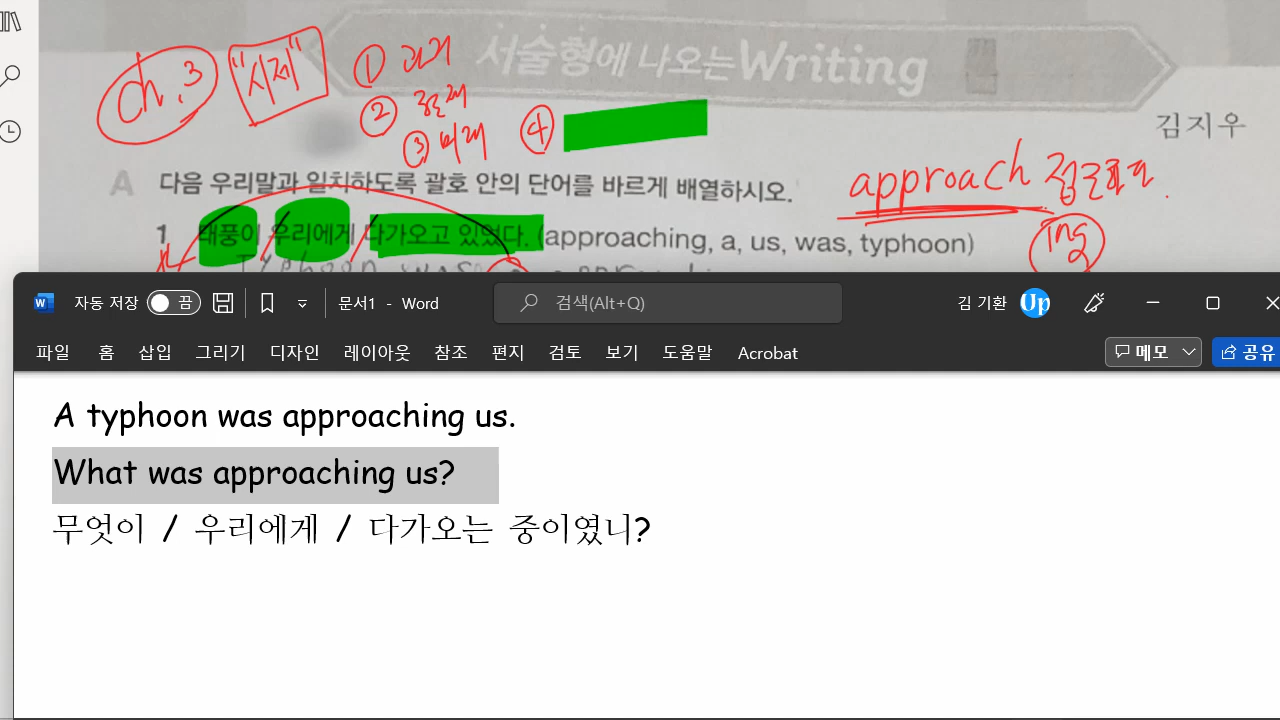 서술형에 나오는 Writing
ch.3 "시제" ① 과거
② 현재
③ 미래 ④
김지우
approach 접근하다.
ing
A 다음 우리말과 일치하도록 괄호 안의 단어를 바르게 배열하시오.
1 태풍이 / 우리에게 / 다가오고 있었다. (approaching, a, us, was, typhoon)
Typhoon was
자동 저장 끔 문서1 - Word 검색(Alt+Q) 김 기환 Up
파일 홈 삽입 그리기 디자인 레이아웃 참조 편지 검토 보기 도움말 Acrobat 메모 공유
A typhoon was approaching us.
What was approaching us?
무엇이 / 우리에게 / 다가오는 중이였니?